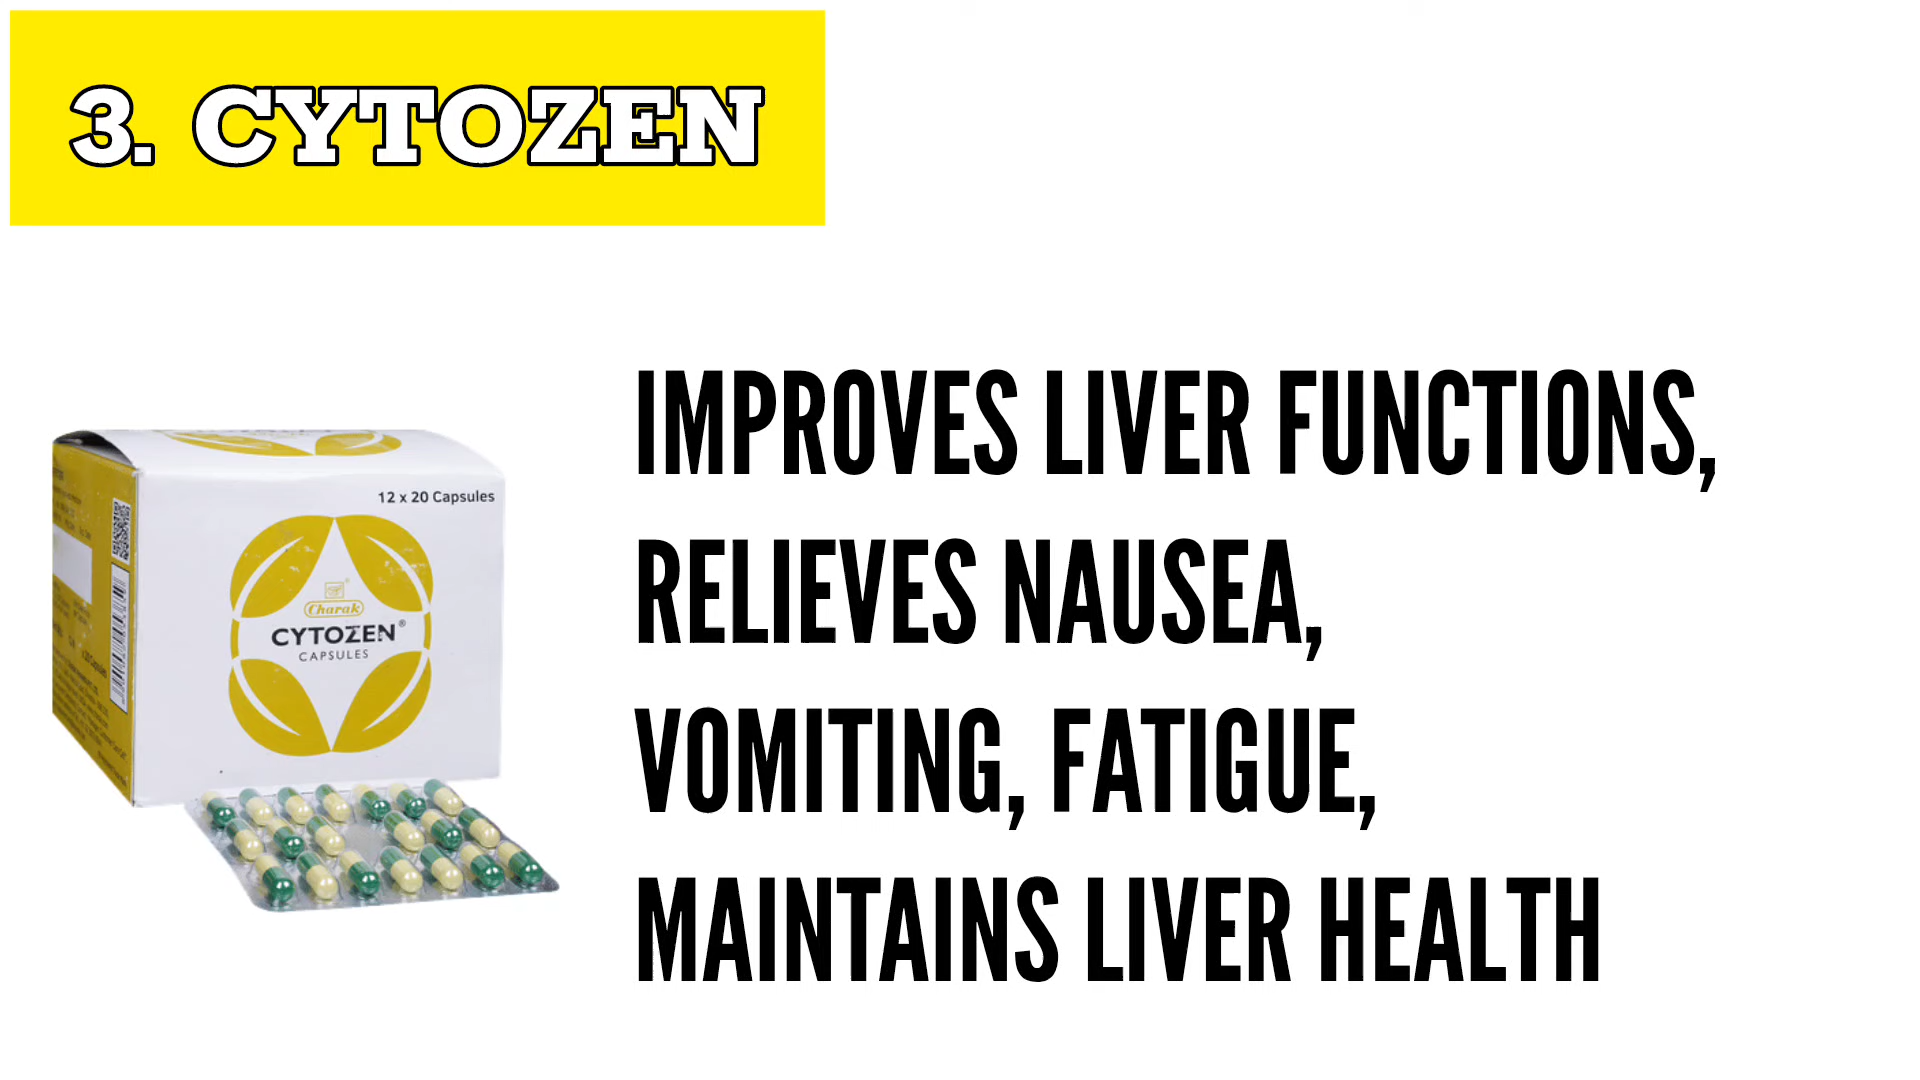 3. CYTOZEN
IMPROVES LIVER FUNCTIONS,
RELIEVES NAUSEA,
VOMITING, FATIGUE,
MAINTAINS LIVER HEALTH
12 x 20 Capsules
Charak
CYTOZEN®
CAPSULES